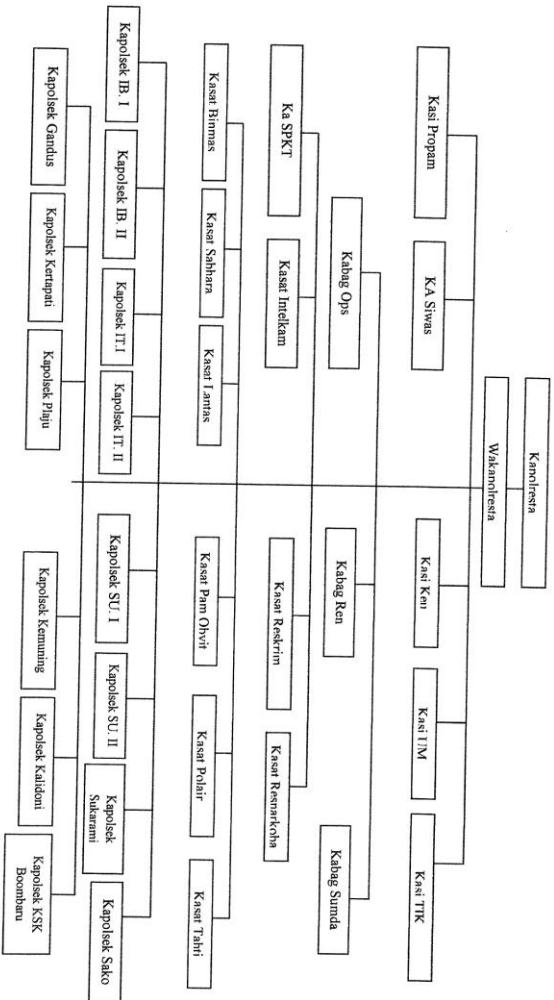 Kapolresta
Wakapolresta
Kasi Propam
KA Siwas
Kasi Keu
Kasi UM
Kasi TIK
Kabag Ops
Kabag Ren
Kabag Sumda
Ka SPKT
Kasat Intelkam
Kasat Reskrim
Kasat Resnarkoba
Kasat Binmas
Kasat Sabhara
Kasat Lantas
Kasat Pam Obvit
Kasat Polair
Kasat Tahti
Kapolsek IB. I
Kapolsek IB. II
Kapolsek IT.I
Kapolsek IT. II
Kapolsek SU. I
Kapolsek SU. II
Kapolsek
Sukarami
Kapolsek Sako
Kapolsek Gandus
Kapolsek Kertapati
Kapolsek Plaju
Kapolsek Kemuning
Kapolsek Kalidoni
Kapolsek KSK
Boombaru